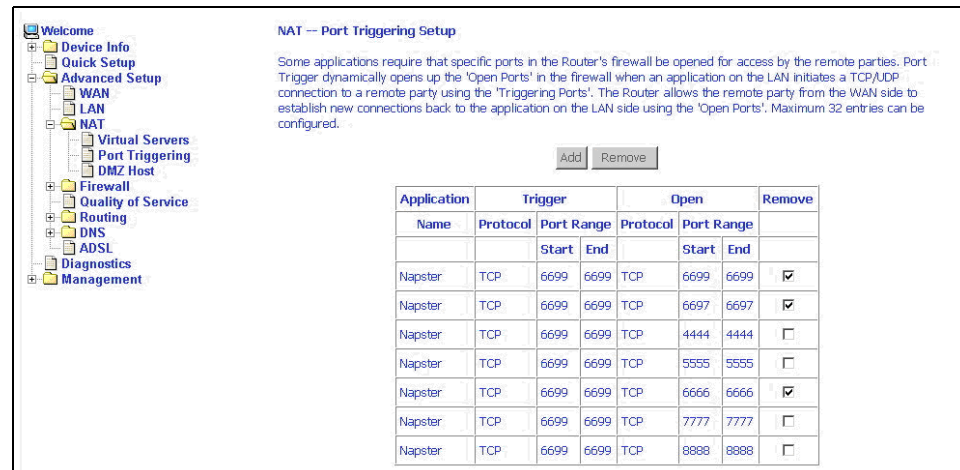 Welcome
Device Info
Quick Setup
Advanced Setup
WAN
LAN
NAT
Virtual Servers
Port Triggering
DMZ Host
Firewall
Quality of Service
Routing
DNS
ADSL
Diagnostics
Management
NAT -- Port Triggering Setup
Some applications require that specific ports in the Router's firewall be opened for access by the remote parties. Port
Trigger dynamically opens up the 'Open Ports' in the firewall when an application on the LAN initiates a TCP/UDP
connection to a remote party using the 'Triggering Ports'. The Router allows the remote party from the WAN side to
establish new connections back to the application on the LAN side using the 'Open Ports'. Maximum 32 entries can be
configured.
Add Remove
Application Trigger Open Remove
Name Protocol Port Range Protocol Port Range
Start End Start End
Napster TCP 6699 6699 TCP 6699 6699
Napster TCP 6699 6699 TCP 6697 6697
Napster TCP 6699 6699 TCP 4444 4444
Napster TCP 6699 6699 TCP 5555 5555
Napster TCP 6699 6699 TCP 6666 6666
Napster TCP 6699 6699 TCP 7777 7777
Napster TCP 6699 6699 TCP 8888 8888